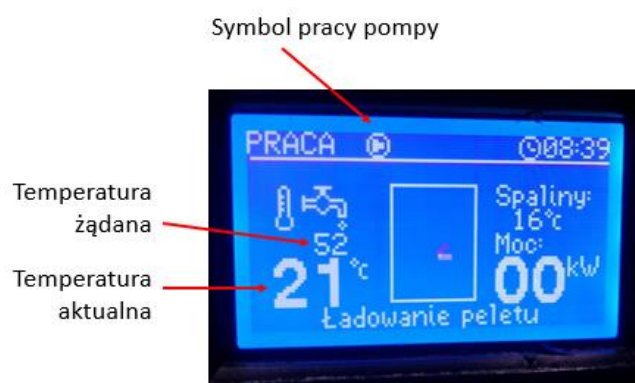 Symbol pracy pompy
PRACA 08:39
Temperatura
żądana
Temperatura
aktualna
52°
21°C
Spaliny:
16°C
Moc:
00kW
Ładowanie peletu